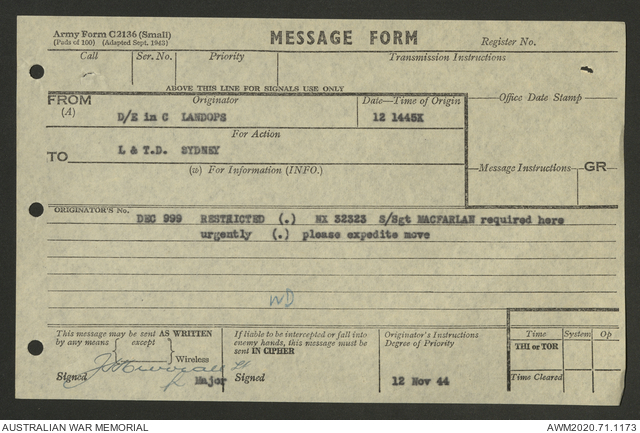 Army Form C2136 (Small)
(Pads of 100) (Adapted Sept. 1943)
MESSAGE FORM
Register No.
Call
Ser. No.
Priority
Transmission Instructions
ABOVE THIS LINE FOR SIGNALS USE ONLY
FROM
(A)
Originator
D/E in C LANDOPS
Date—Time of Origin
12 1445K
Office Date Stamp
For Action
TO
L & T.D. SYDNEY
(w) For Information (INFO.)
Message Instructions
GR
ORIGINATOR'S No.
DEC 999 RESTRICTED (.) NX 32323 S/Sgt MACFARLAN required here
urgently (.) please expedite move
WD
This message may be sent AS WRITTEN
by any means { except }
Wireless
Signed
Major
If liable to be intercepted or fall into
enemy hands, this message must be
sent IN CIPHER
Signed
Originator's Instructions
Degree of Priority
12 Nov 44
Time
System
Op
THI or TOR
Time Cleared
AUSTRALIAN WAR MEMORIAL
AWM2020.71.1173